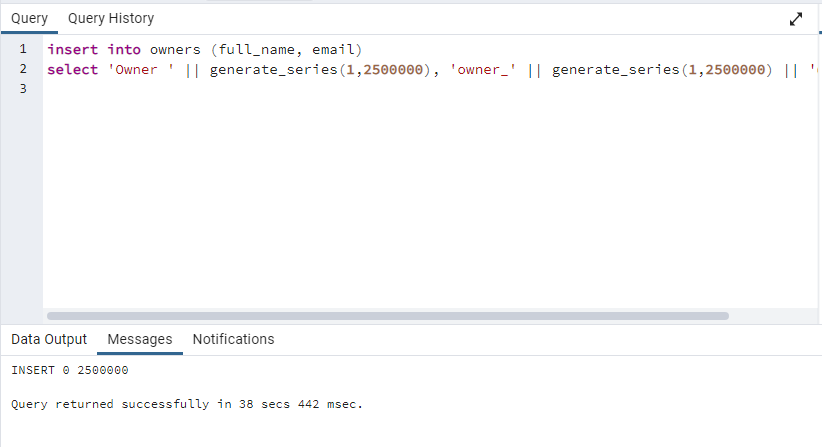 Query Query History
1 insert into owners (full_name, email)
2 select 'Owner ' || generate_series(1,2500000), 'owner_' || generate_series(1,2500000) || '
3
Data Output Messages Notifications
INSERT 0 2500000
Query returned successfully in 38 secs 442 msec.